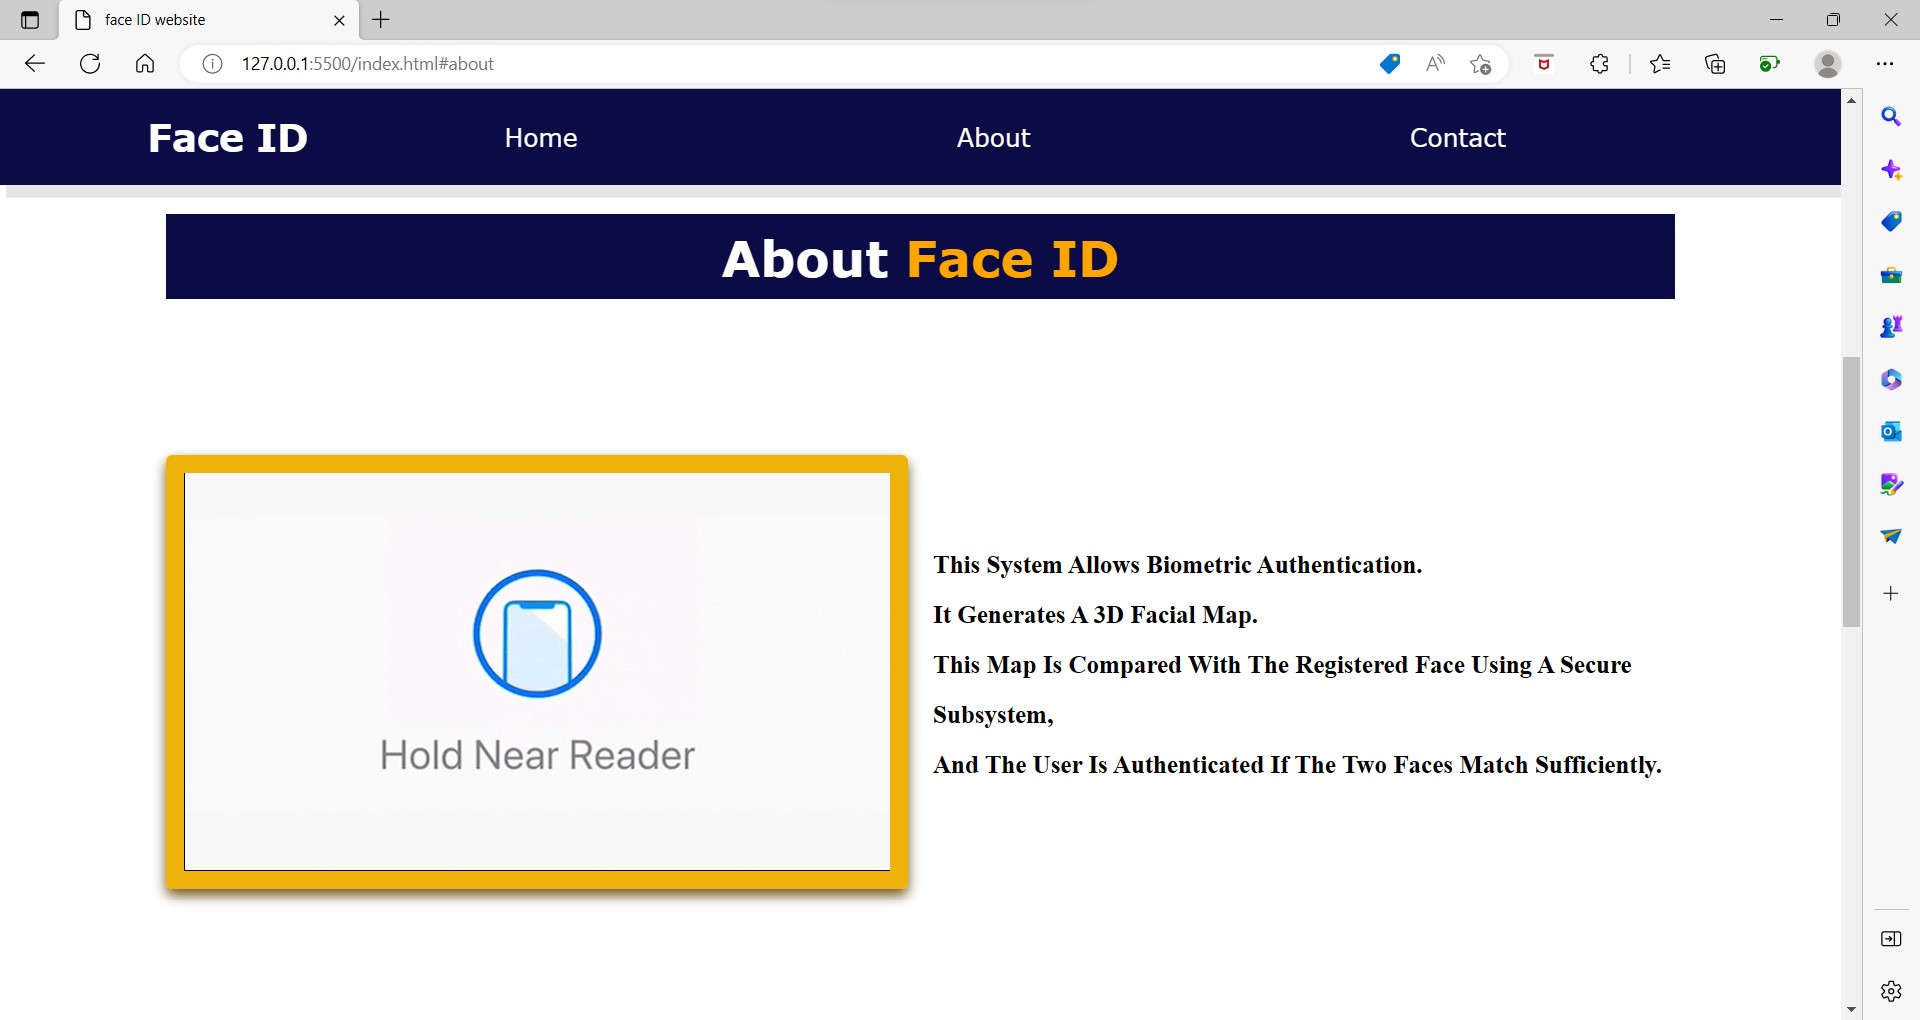 face ID website
127.0.0.1:5500/index.html#about
Face ID
Home
About
Contact
About Face ID
Hold Near Reader
This System Allows Biometric Authentication.
It Generates A 3D Facial Map.
This Map Is Compared With The Registered Face Using A Secure
Subsystem,
And The User Is Authenticated If The Two Faces Match Sufficiently.